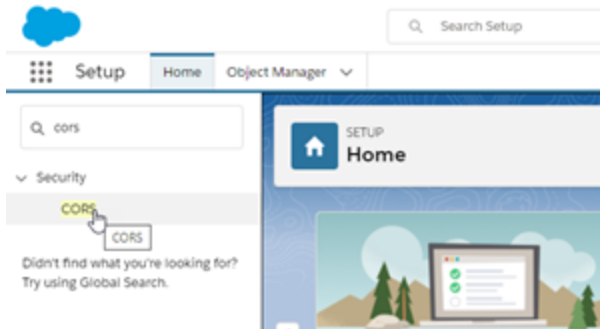 Search Setup
Setup
Home
Object Manager
cors
SETUP
Home
Security
CORS
CORS
Didn't find what you're looking for?
Try using Global Search.